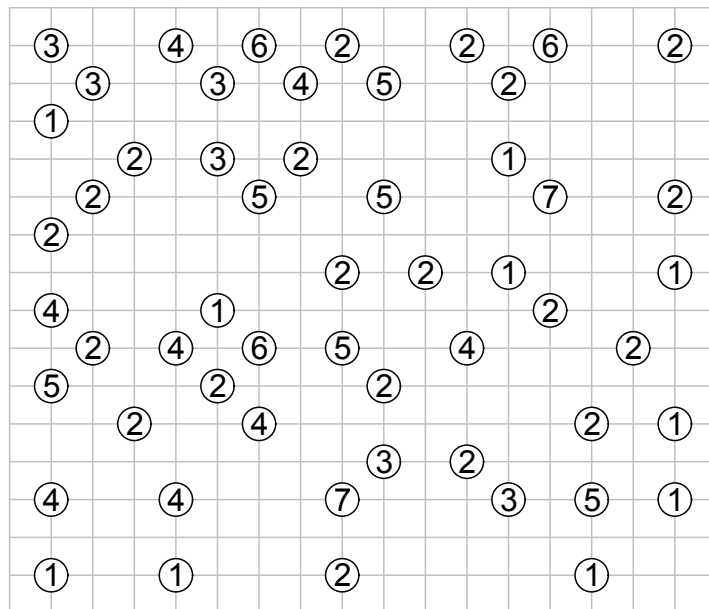 3 4 6 2 2 6 2
3 3 4 5 2
1
2 3 2 1
2 5 5 7 2
2
2 2 1 1
4 1 2
2 4 6 5 4 2
5 2 2
2 4 2 1
3 2
4 4 7 3 5 1
1 1 2 1